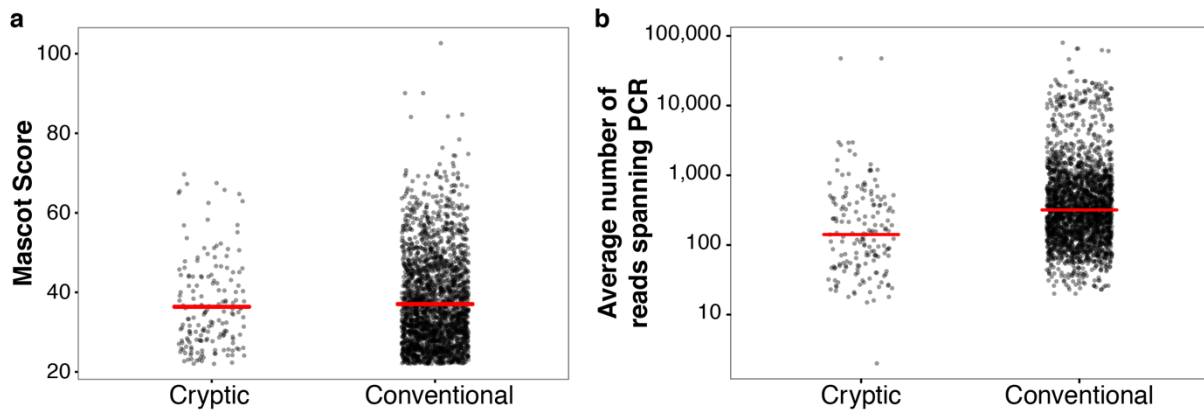 a
Mascot Score
100
80
60
40
20
Cryptic Conventional
b
Average number of
reads spanning PCR
100,000
10,000
1,000
100
10
Cryptic Conventional